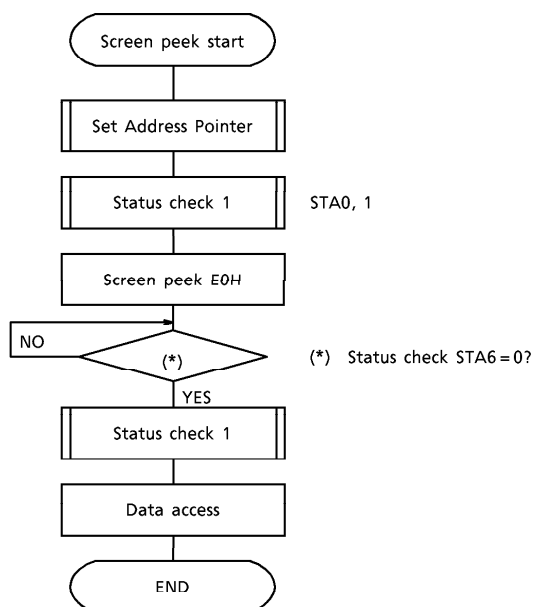 Screen peek start
Set Address Pointer
Status check 1
STA0, 1
Screen peek E0H
NO
(*)
(*) Status check STA6 = 0?
YES
Status check 1
Data access
END